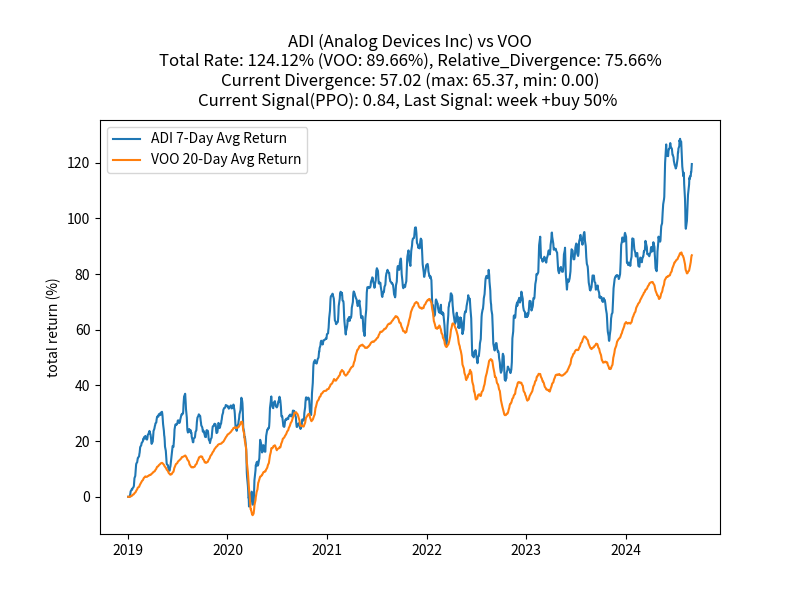 ADI (Analog Devices Inc) vs VOO
Total Rate: 124.12% (VOO: 89.66%), Relative_Divergence: 75.66%
Current Divergence: 57.02 (max: 65.37, min: 0.00)
Current Signal(PPO): 0.84, Last Signal: week +buy 50%
ADI 7-Day Avg Return
VOO 20-Day Avg Return
total return (%)
120
100
80
60
40
20
0
2019 2020 2021 2022 2023 2024